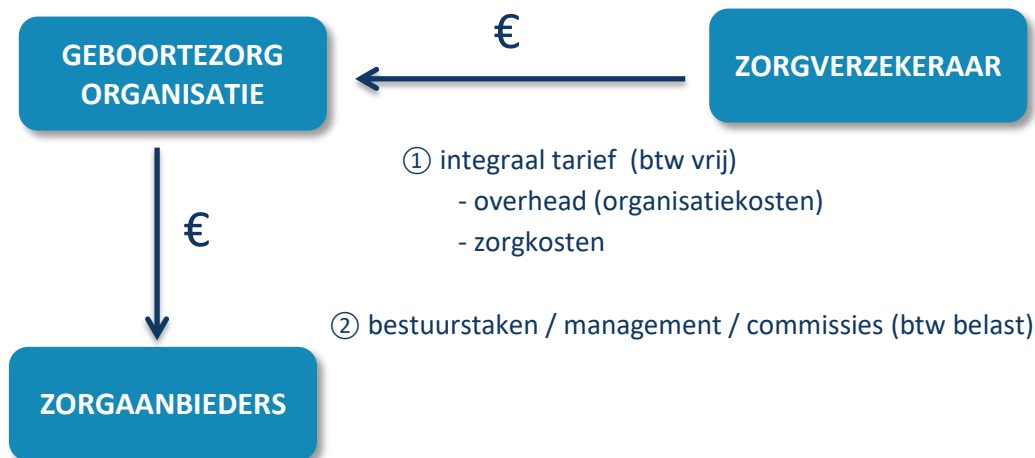 GEBOORTEZORG
ORGANISATIE
€
ZORGVERZEKERAAR
① integraal tarief (btw vrij)
- overhead (organisatiekosten)
- zorgkosten
€
② bestuurstaken / management / commissies (btw belast)
ZORGAANBIEDERS